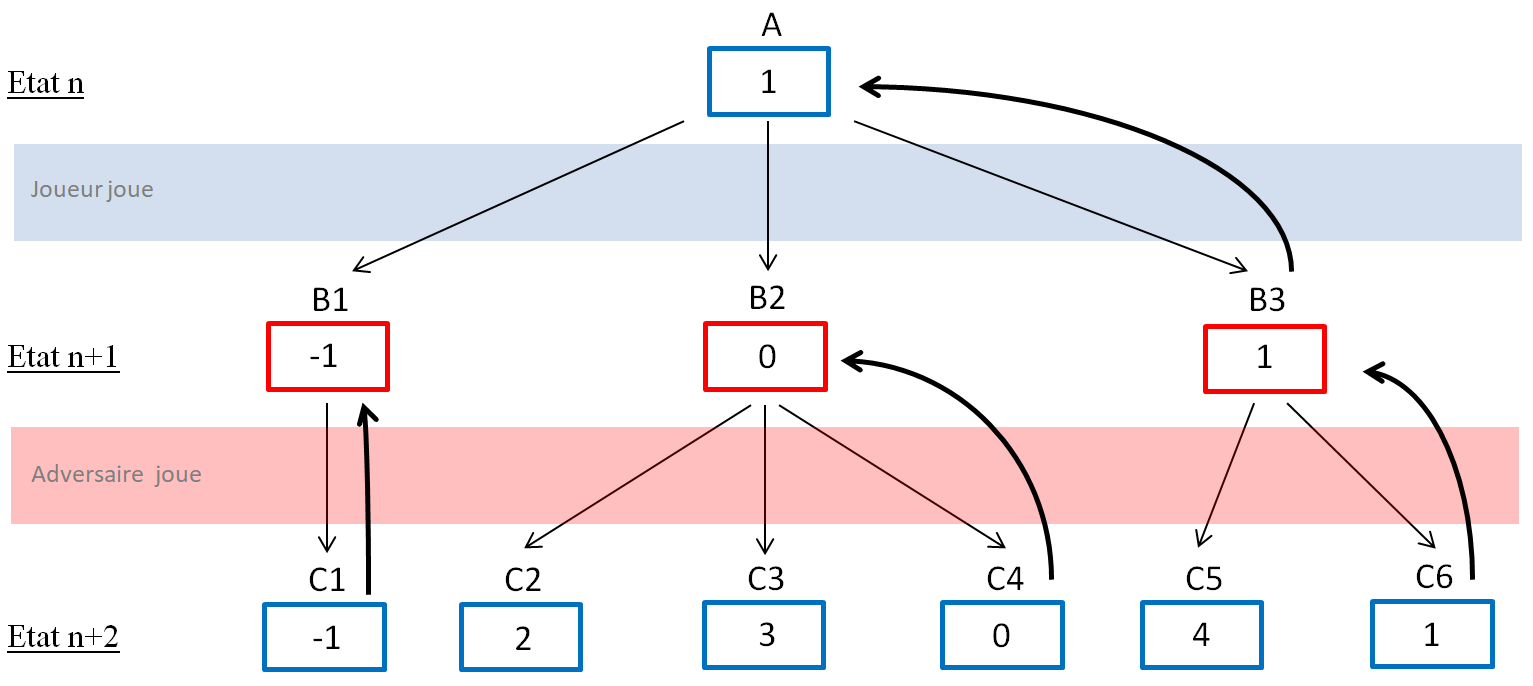 A
Etat n
1
Joueur joue
B1
B2
B3
Etat n+1
-1
0
1
Adversaire joue
C1
C2
C3
C4
C5
C6
Etat n+2
-1
2
3
0
4
1